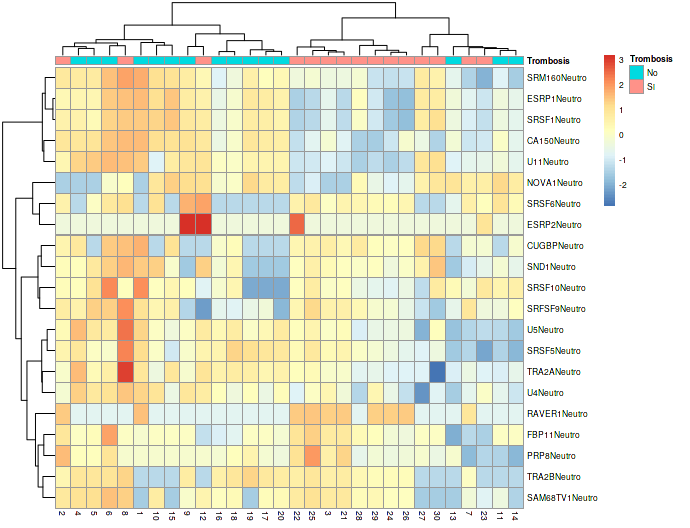 Trombosis
Trombosis
No
SI
3
2
1
0
-1
-2
SRM160Neutro
ESRP1Neutro
SRSF1Neutro
CA150Neutro
U11Neutro
NOVA1Neutro
SRSF6Neutro
ESRP2Neutro
CUGBPNeutro
SND1Neutro
SRSF10Neutro
SRFSF9Neutro
U5Neutro
SRSF5Neutro
TRA2ANeutro
U4Neutro
RAVER1Neutro
FBP11Neutro
PRP8Neutro
TRA2BNeutro
SAM68TV1Neutro
2 4 5 6 8 1 10 15 9 12 16 18 19 17 20 22 25 3 21 28 29 24 26 27 30 13 7 23 11 14